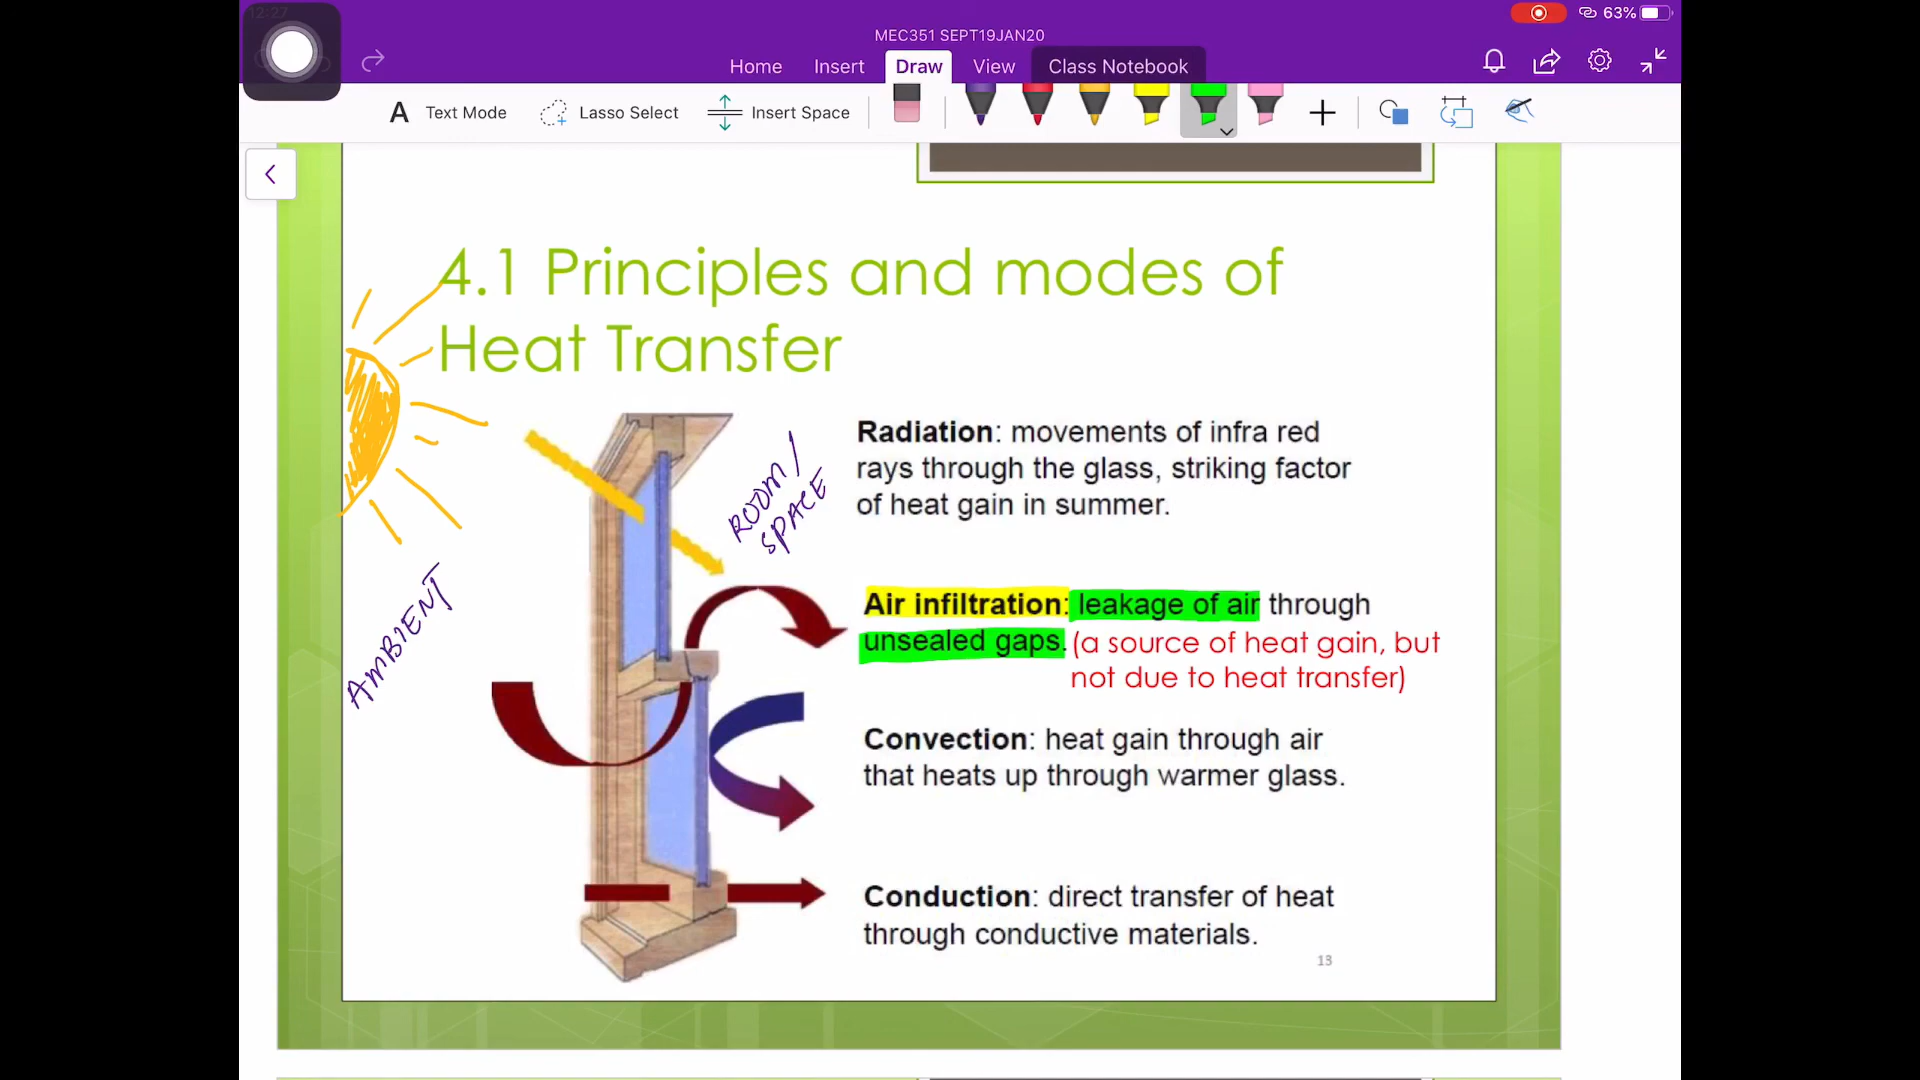 12:27
63%
MEC351 SEPT19JAN20
Home Insert Draw View Class Notebook
A Text Mode Lasso Select Insert Space
4.1 Principles and modes of
Heat Transfer
Radiation: movements of infra red
rays through the glass, striking factor
of heat gain in summer.
ROOM/
SPACE
AMBIENT
Air infiltration: leakage of air through
unsealed gaps. (a source of heat gain, but
not due to heat transfer)
Convection: heat gain through air
that heats up through warmer glass.
Conduction: direct transfer of heat
through conductive materials.
13